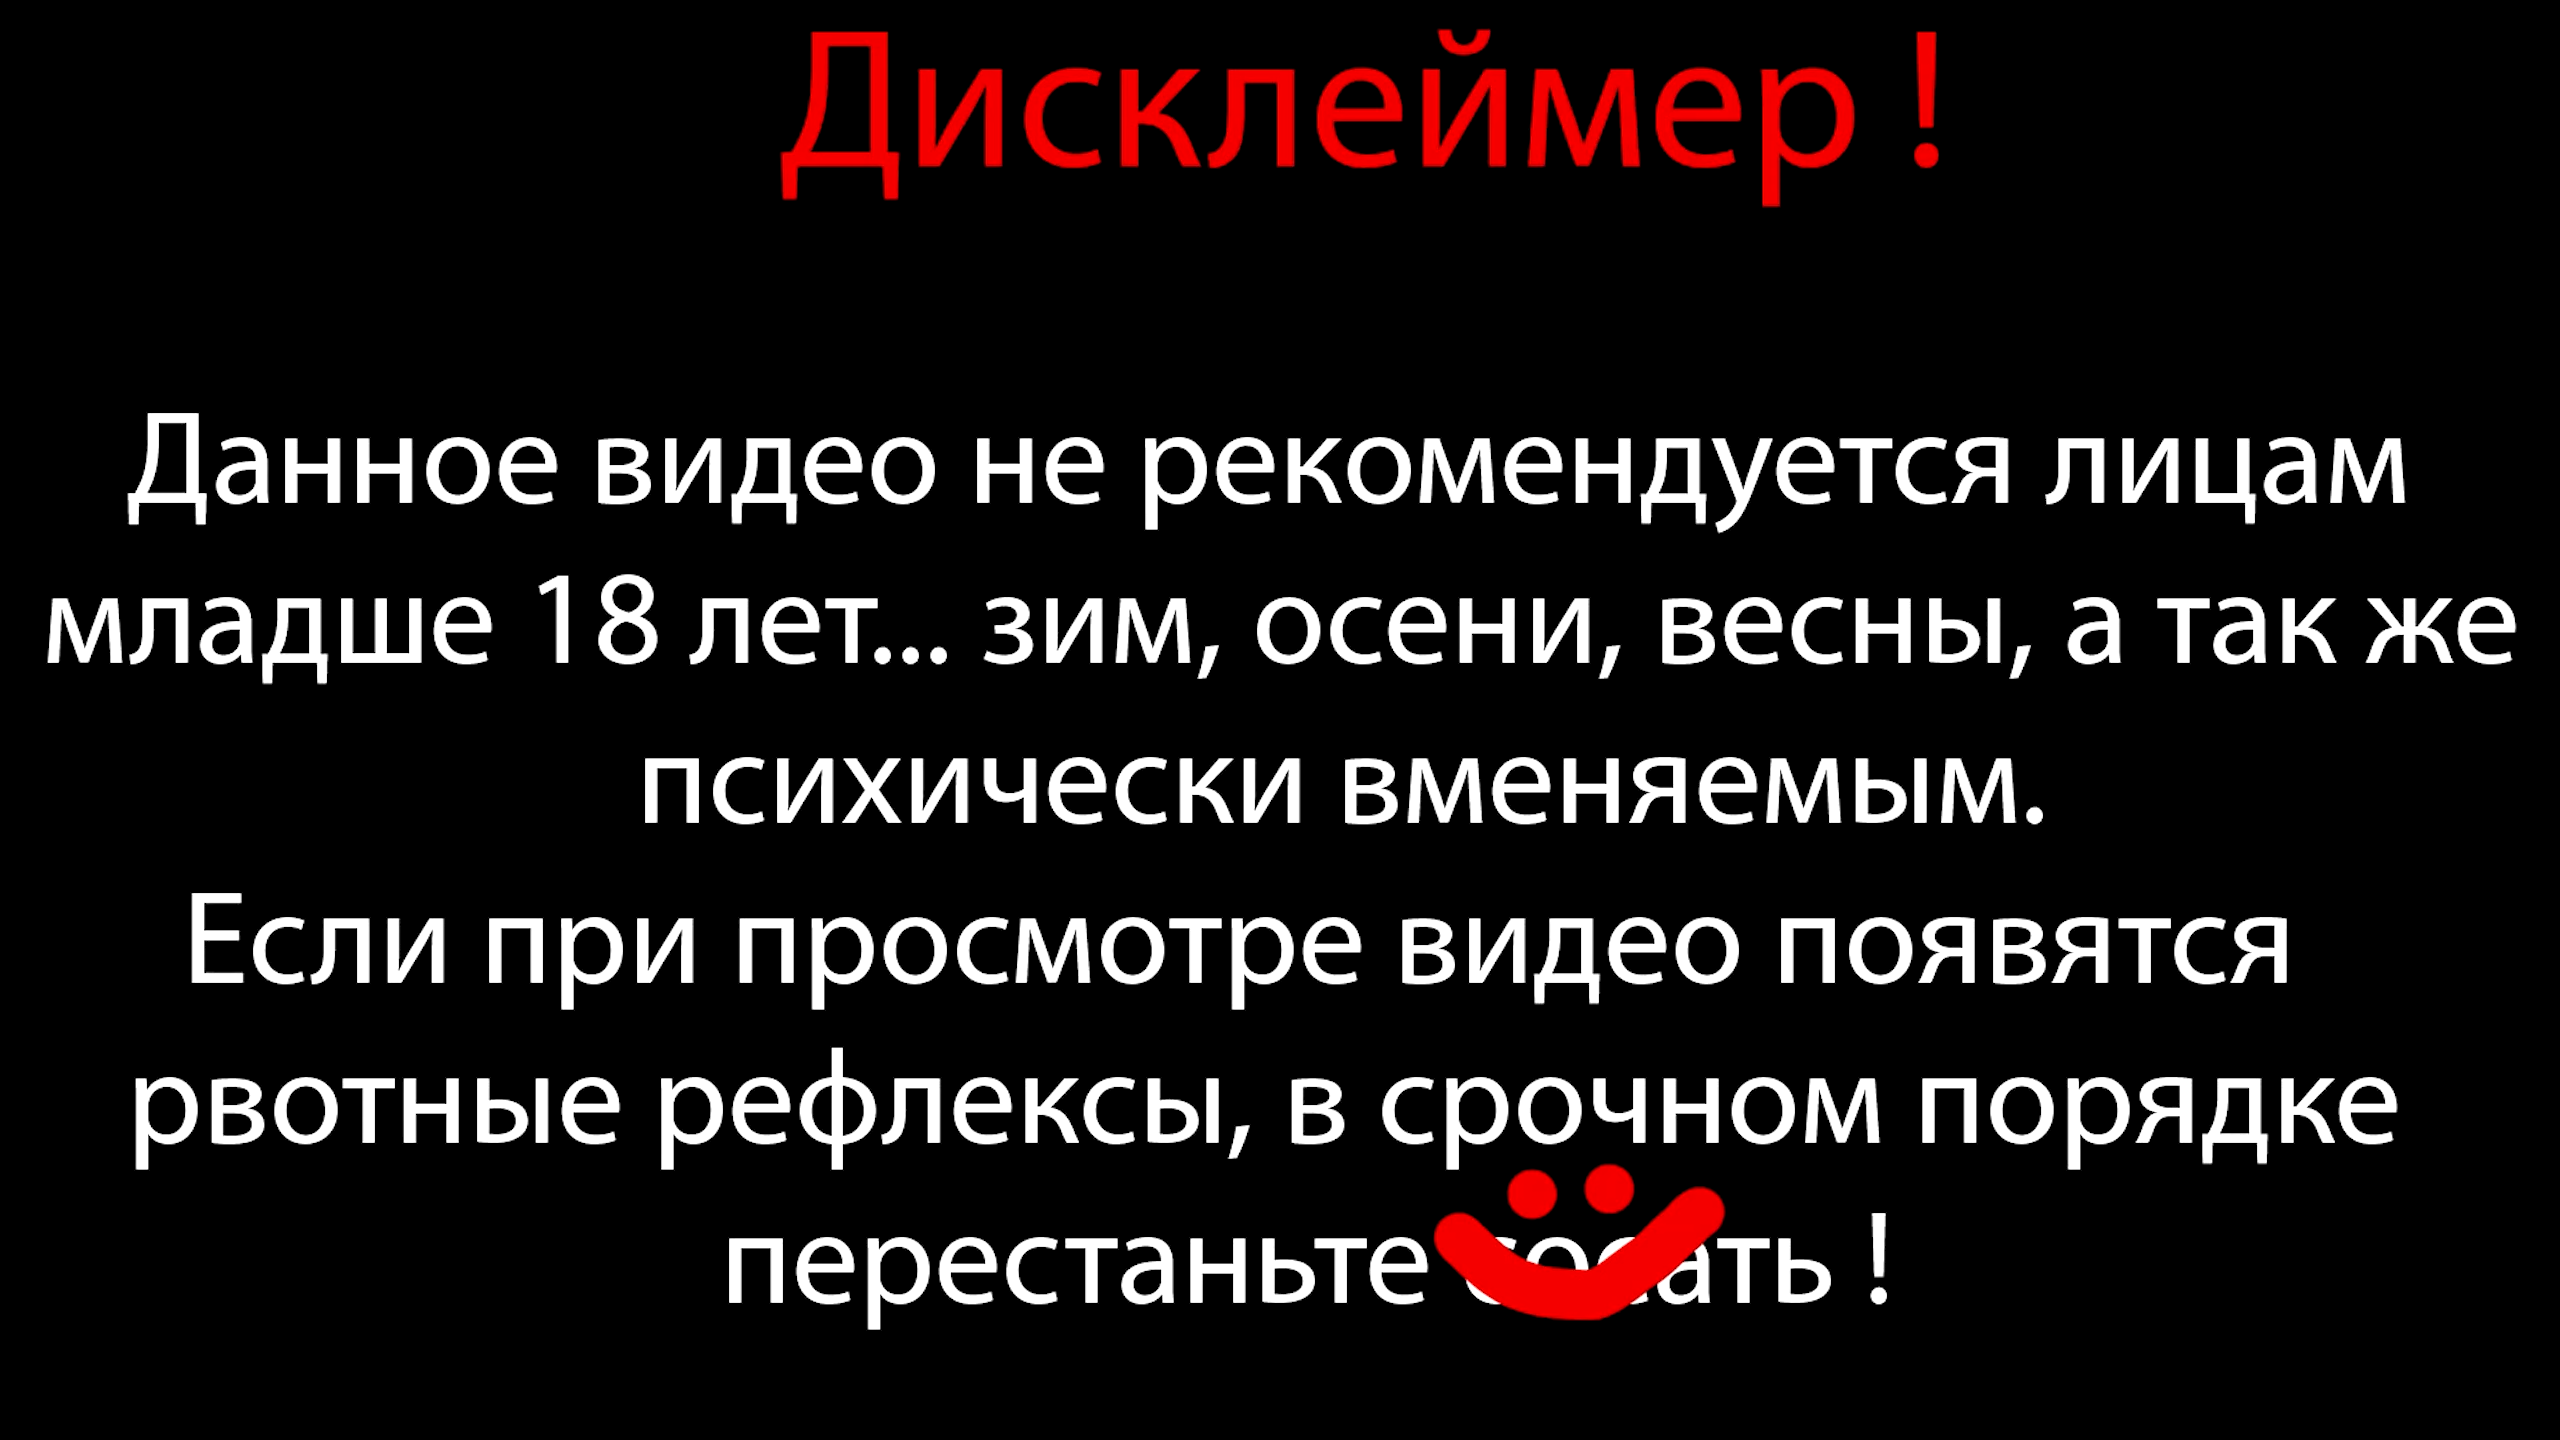 Дисклеймер !
Данное видео не рекомендуется лицам
младше 18 лет... зим, осени, весны, а так же
психически вменяемым.
Если при просмотре видео появятся
рвотные рефлексы, в срочном порядке
перестаньте сосать !